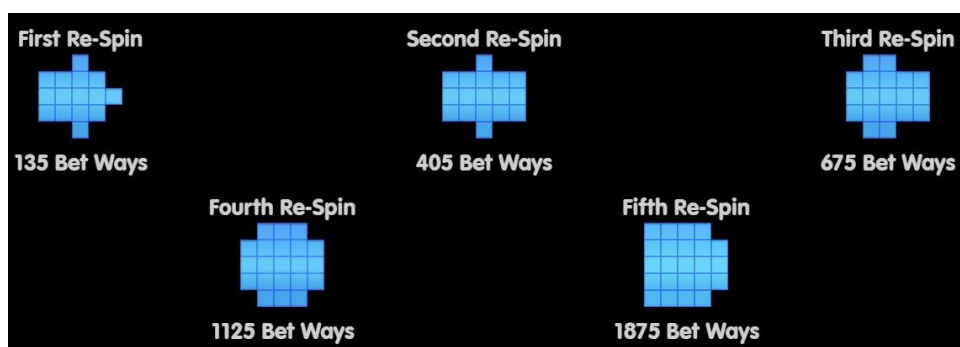 First Re-Spin
Second Re-Spin
Third Re-Spin
135 Bet Ways
405 Bet Ways
675 Bet Ways
Fourth Re-Spin
Fifth Re-Spin
1125 Bet Ways
1875 Bet Ways